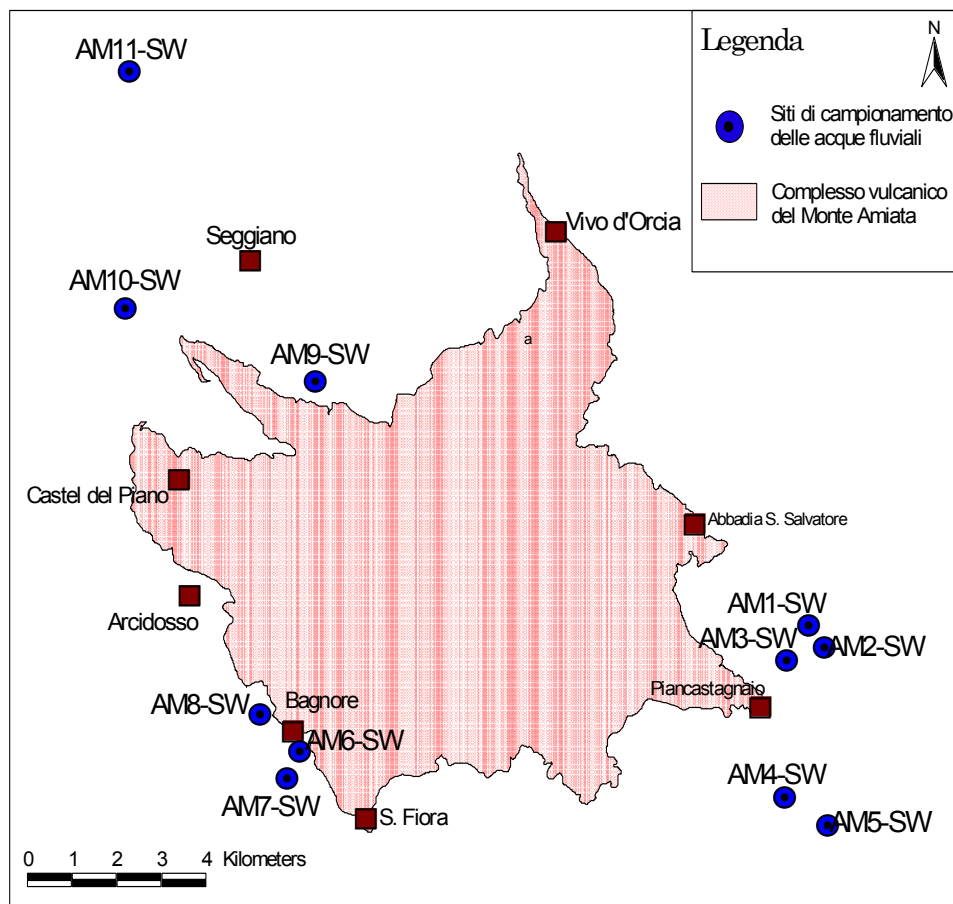 AM11-SW
Legenda
N
Siti di campionamento
delle acque fluviali
Complesso vulcanico
del Monte Amiata
Vivo d'Orcia
Seggiano
AM10-SW
a
AM9-SW
Castel del Piano
Abbadia S. Salvatore
Arcidosso
AM1-SW
AM3-SW
AM2-SW
Piancastagnaio
AM8-SW
Bagnore
AM6-SW
AM7-SW
AM4-SW
S. Fiora
AM5-SW
0 1 2 3 4 Kilometers